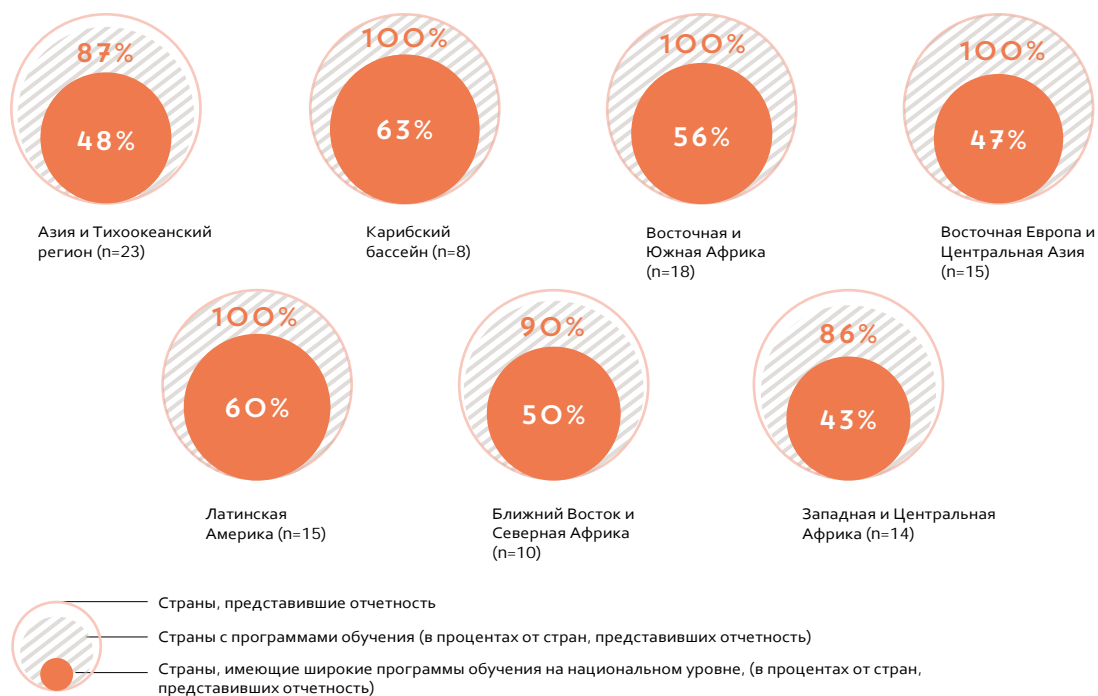 87%
48%
100%
63%
100%
56%
100%
47%
Азия и Тихоокеанский
регион (n=23)
Карибский
бассейн (n=8)
Восточная и
Южная Африка
(n=18)
Восточная Европа и
Центральная Азия
(n=15)
100%
60%
90%
50%
86%
43%
Латинская
Америка (n=15)
Ближний Восток и
Северная Африка
(n=10)
Западная и Центральная
Африка (n=14)
Страны, представившие отчетность
Страны с программами обучения (в процентах от стран, представивших отчетность)
Страны, имеющие широкие программы обучения на национальном уровне, (в процентах от стран,
представивших отчетность)